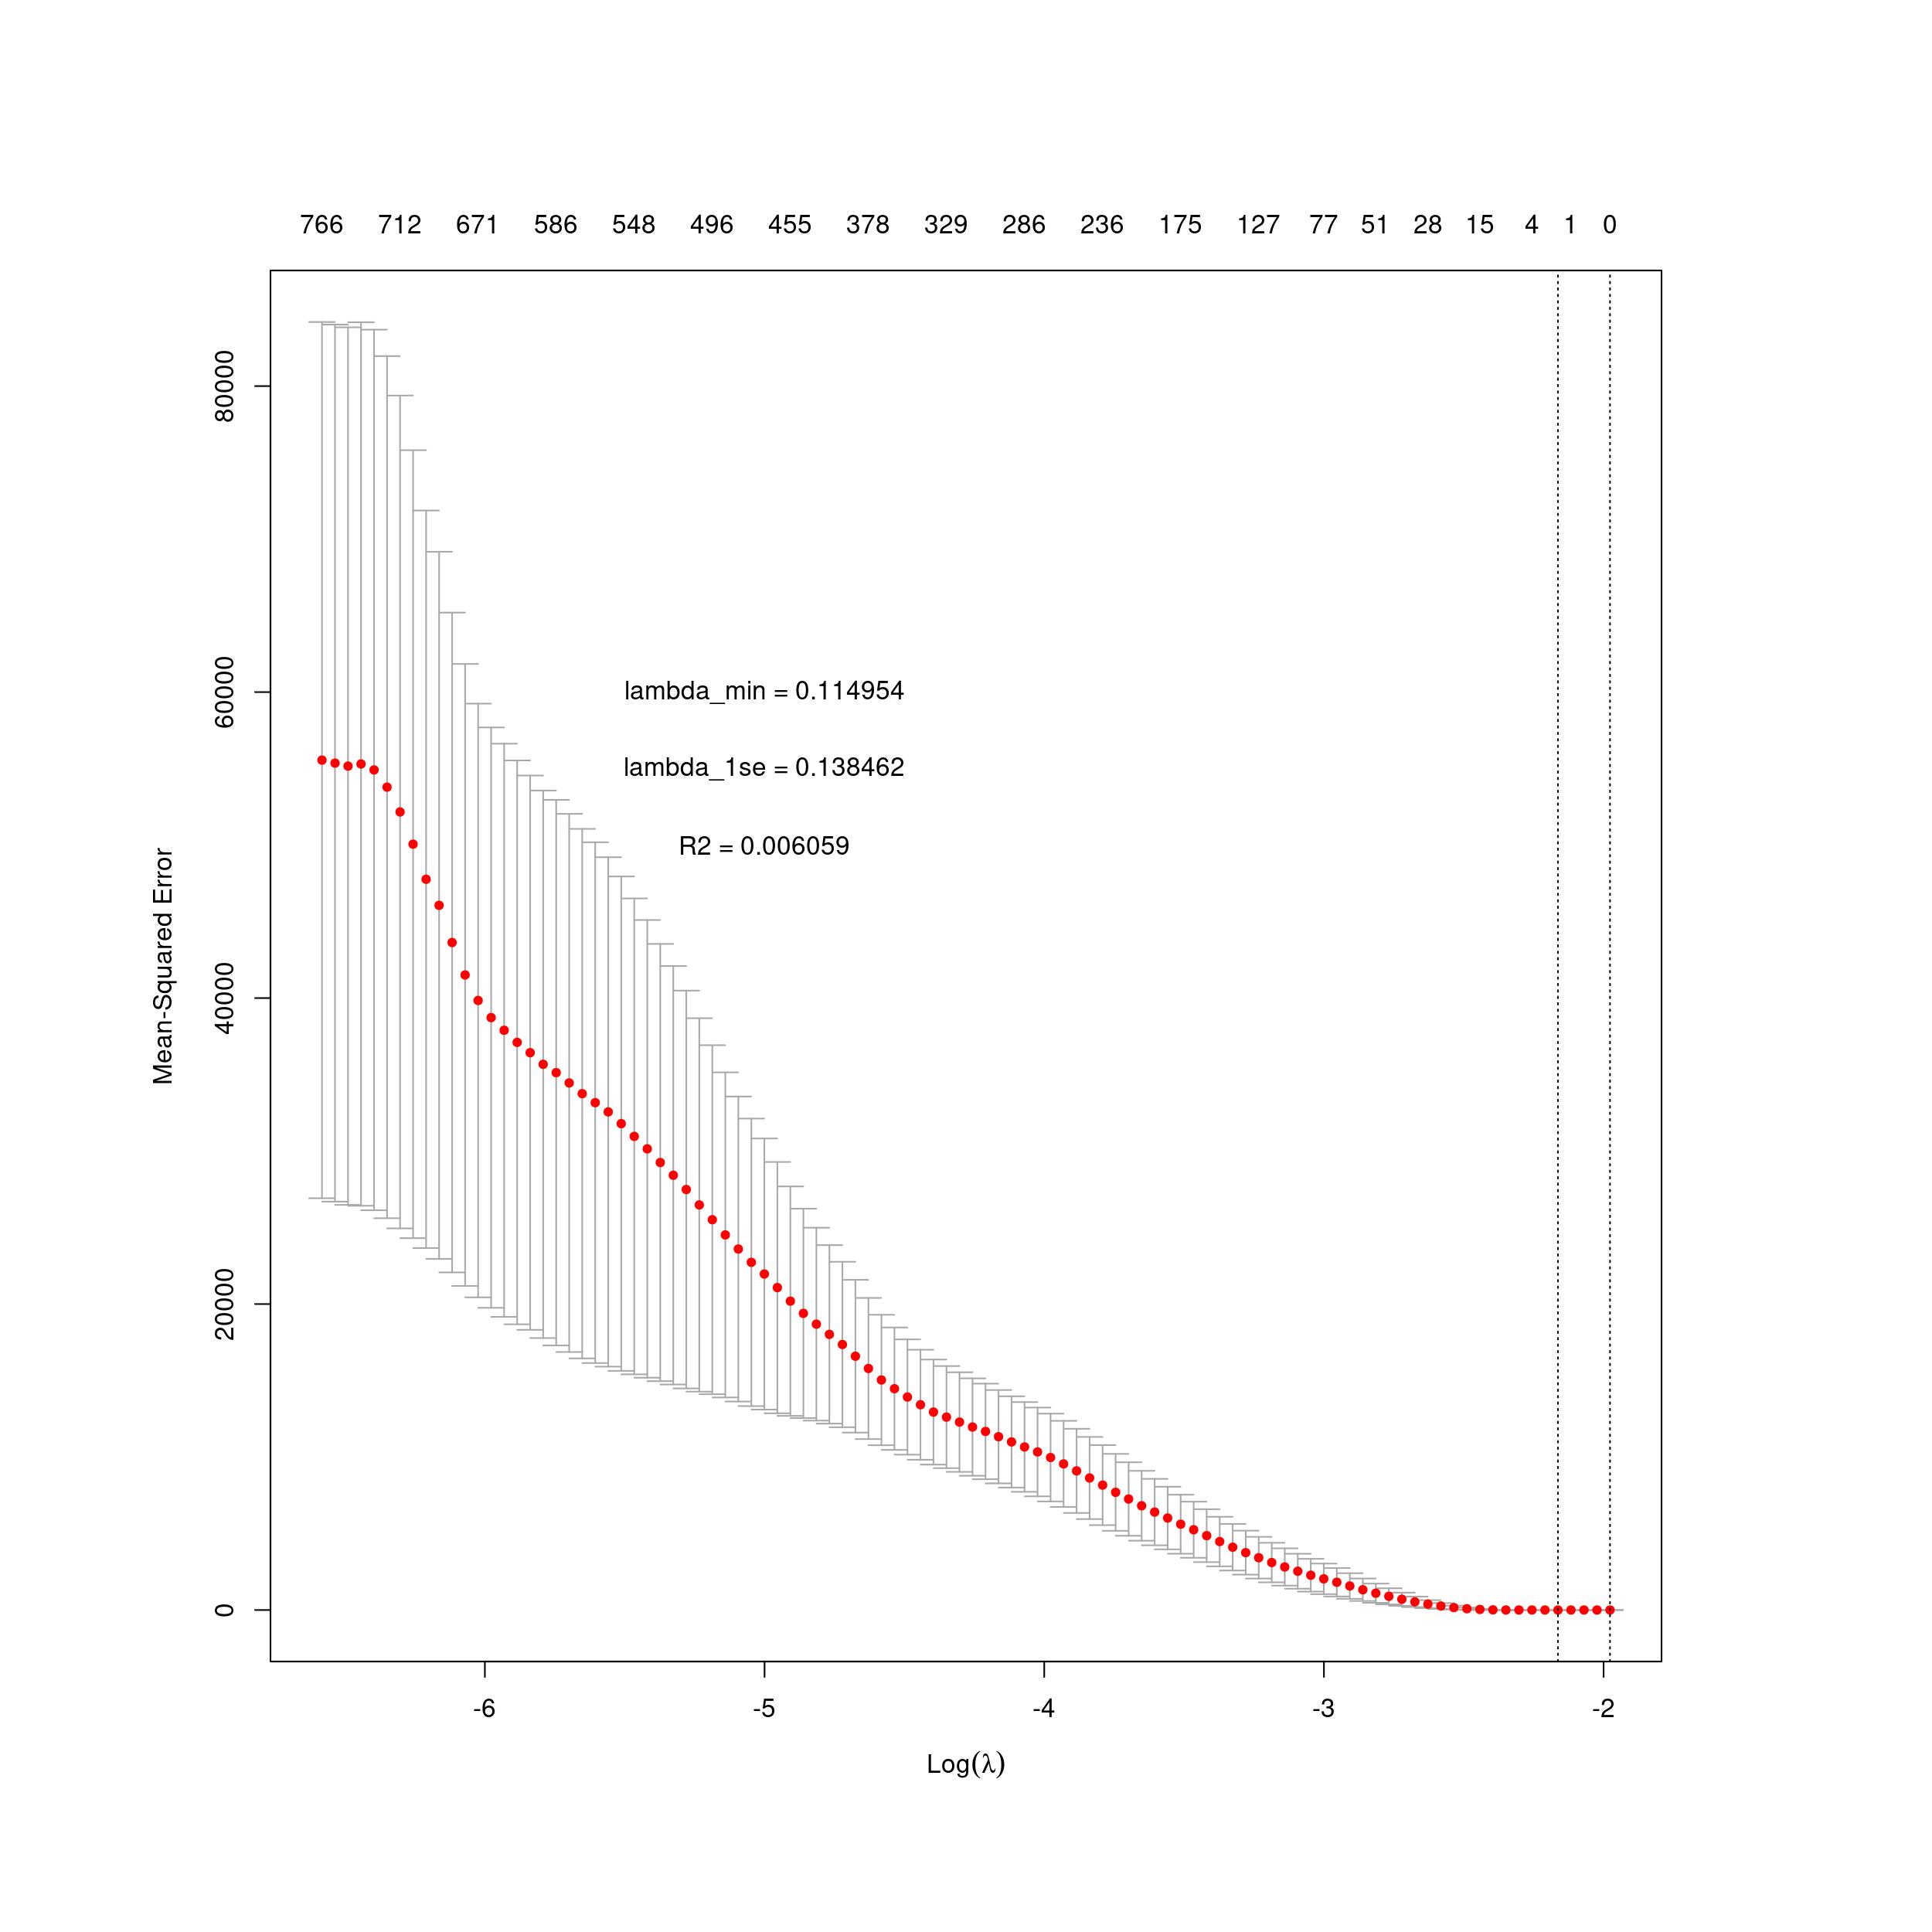 766 712 671 586 548 496 455 378 329 286 236 175 127 77 51 28 15 4 1 0
80000
60000
40000
20000
0
Mean-Squared Error
lambda_min = 0.114954
lambda_1se = 0.138462
R2 = 0.006059
-6 -5 -4 -3 -2
Log(λ)